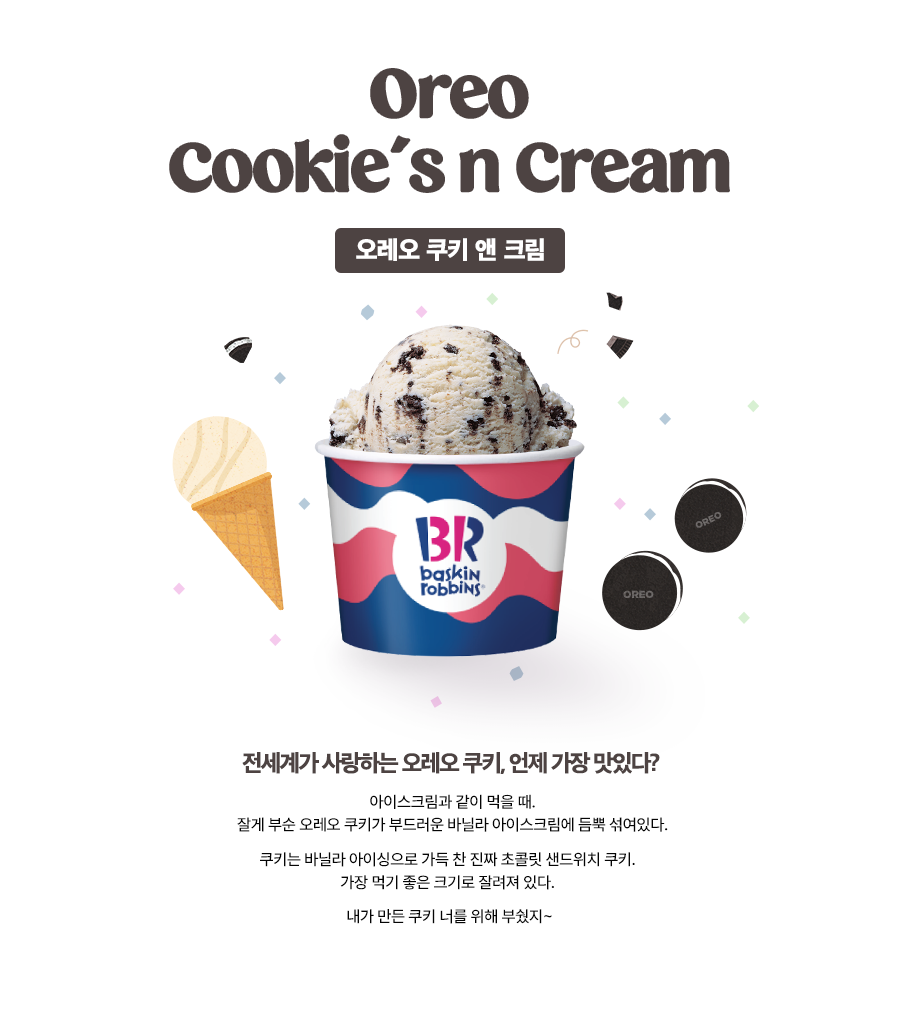 Oreo
Cookie´s n Cream
오레오 쿠키 앤 크림
OREO
BR
baskin
robbins®
OREO
전세계가 사랑하는 오레오 쿠키, 언제 가장 맛있다?
아이스크림과 같이 먹을 때.
잘게 부순 오레오 쿠키가 부드러운 바닐라 아이스크림에 듬뿍 섞여있다.
쿠키는 바닐라 아이싱으로 가득 찬 진짜 초콜릿 샌드위치 쿠키.
가장 먹기 좋은 크기로 잘려져 있다.
내가 만든 쿠키 너를 위해 부쉈지~